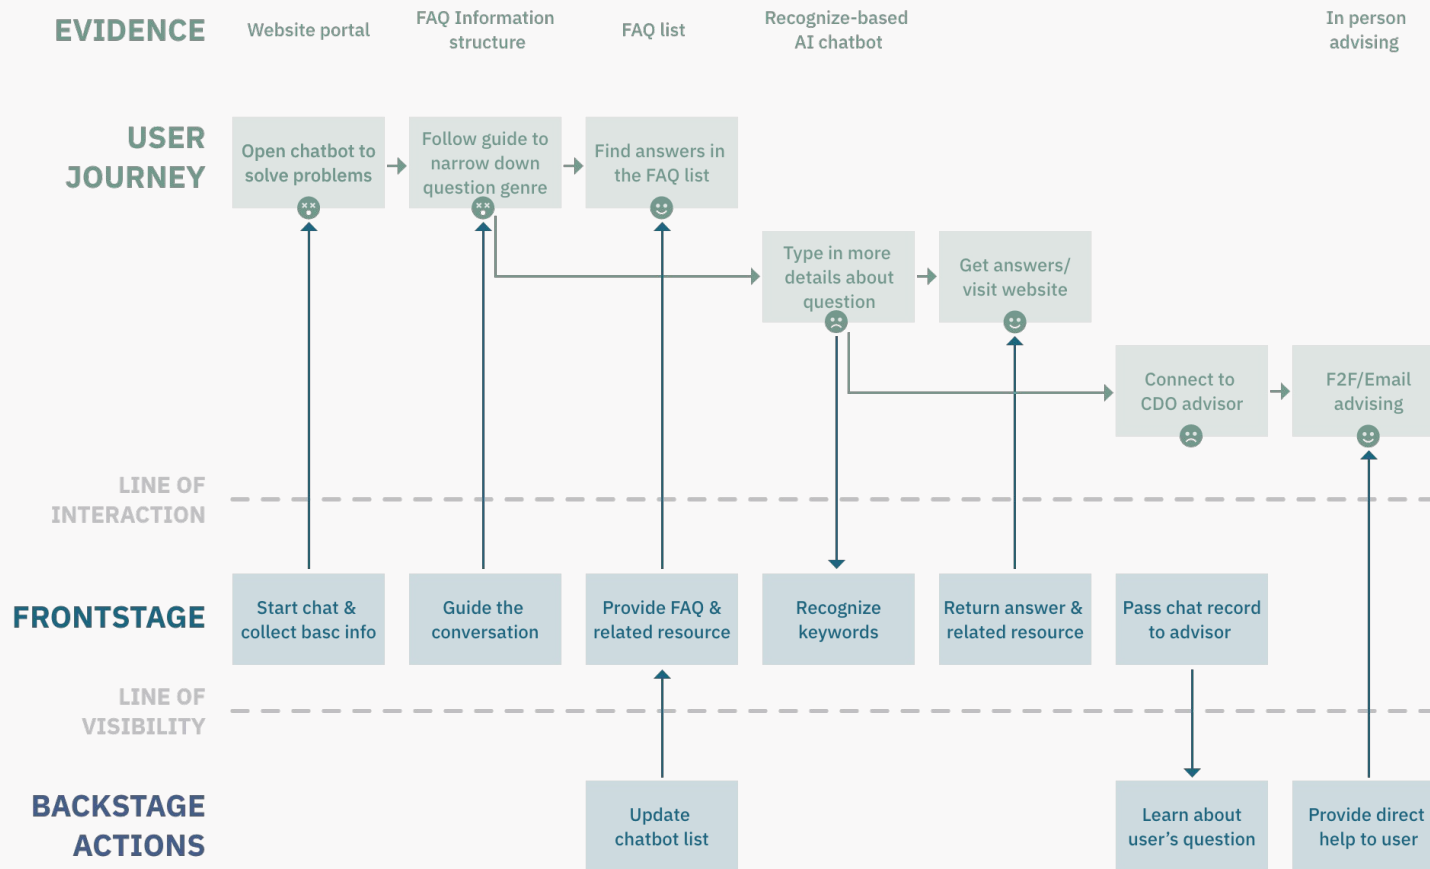 EVIDENCE
Website portal
FAQ Information
structure
FAQ list
Recognize-based
AI chatbot
In person
advising
USER
JOURNEY
Open chatbot to
solve problems
Follow guide to
narrow down
question genre
Find answers in
the FAQ list
Type in more
details about
question
Get answers/
visit website
Connect to
CDO advisor
F2F/Email
advising
LINE OF
INTERACTION
FRONTSTAGE
Start chat &
collect basc info
Guide the
conversation
Provide FAQ &
related resource
Recognize
keywords
Return answer &
related resource
Pass chat record
to advisor
LINE OF
VISIBILITY
BACKSTAGE
ACTIONS
Update
chatbot list
Learn about
user’s question
Provide direct
help to user